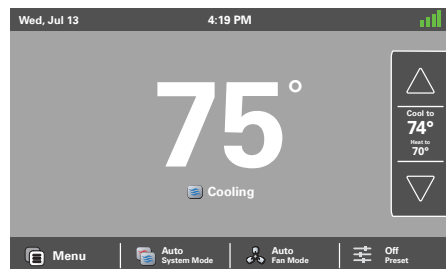 Wed, Jul 13
4:19 PM
75°
Cooling
Cool to
74°
Heat to
70°
Menu
Auto
System Mode
Auto
Fan Mode
Off
Preset